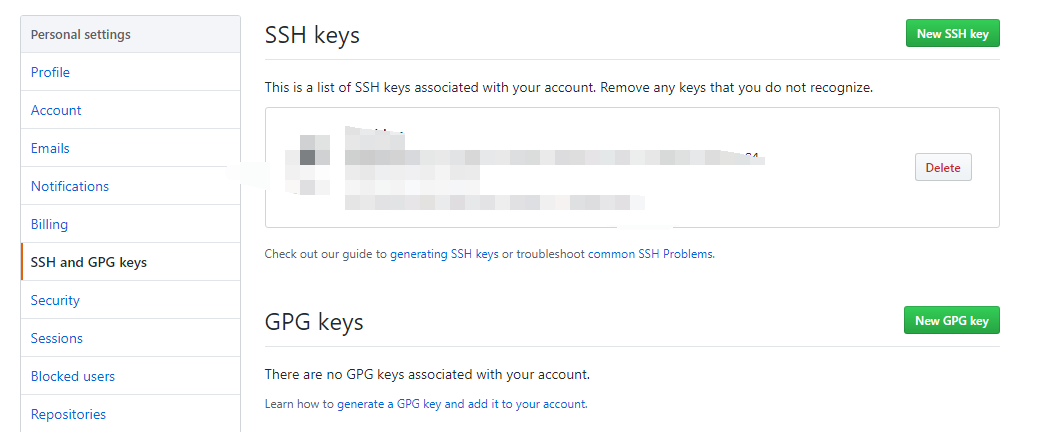 Personal settings
Profile
Account
Emails
Notifications
Billing
SSH and GPG keys
Security
Sessions
Blocked users
Repositories
SSH keys
New SSH key
This is a list of SSH keys associated with your account. Remove any keys that you do not recognize.
Delete
Check out our guide to generating SSH keys or troubleshoot common SSH Problems.
GPG keys
New GPG key
There are no GPG keys associated with your account.
Learn how to generate a GPG key and add it to your account.